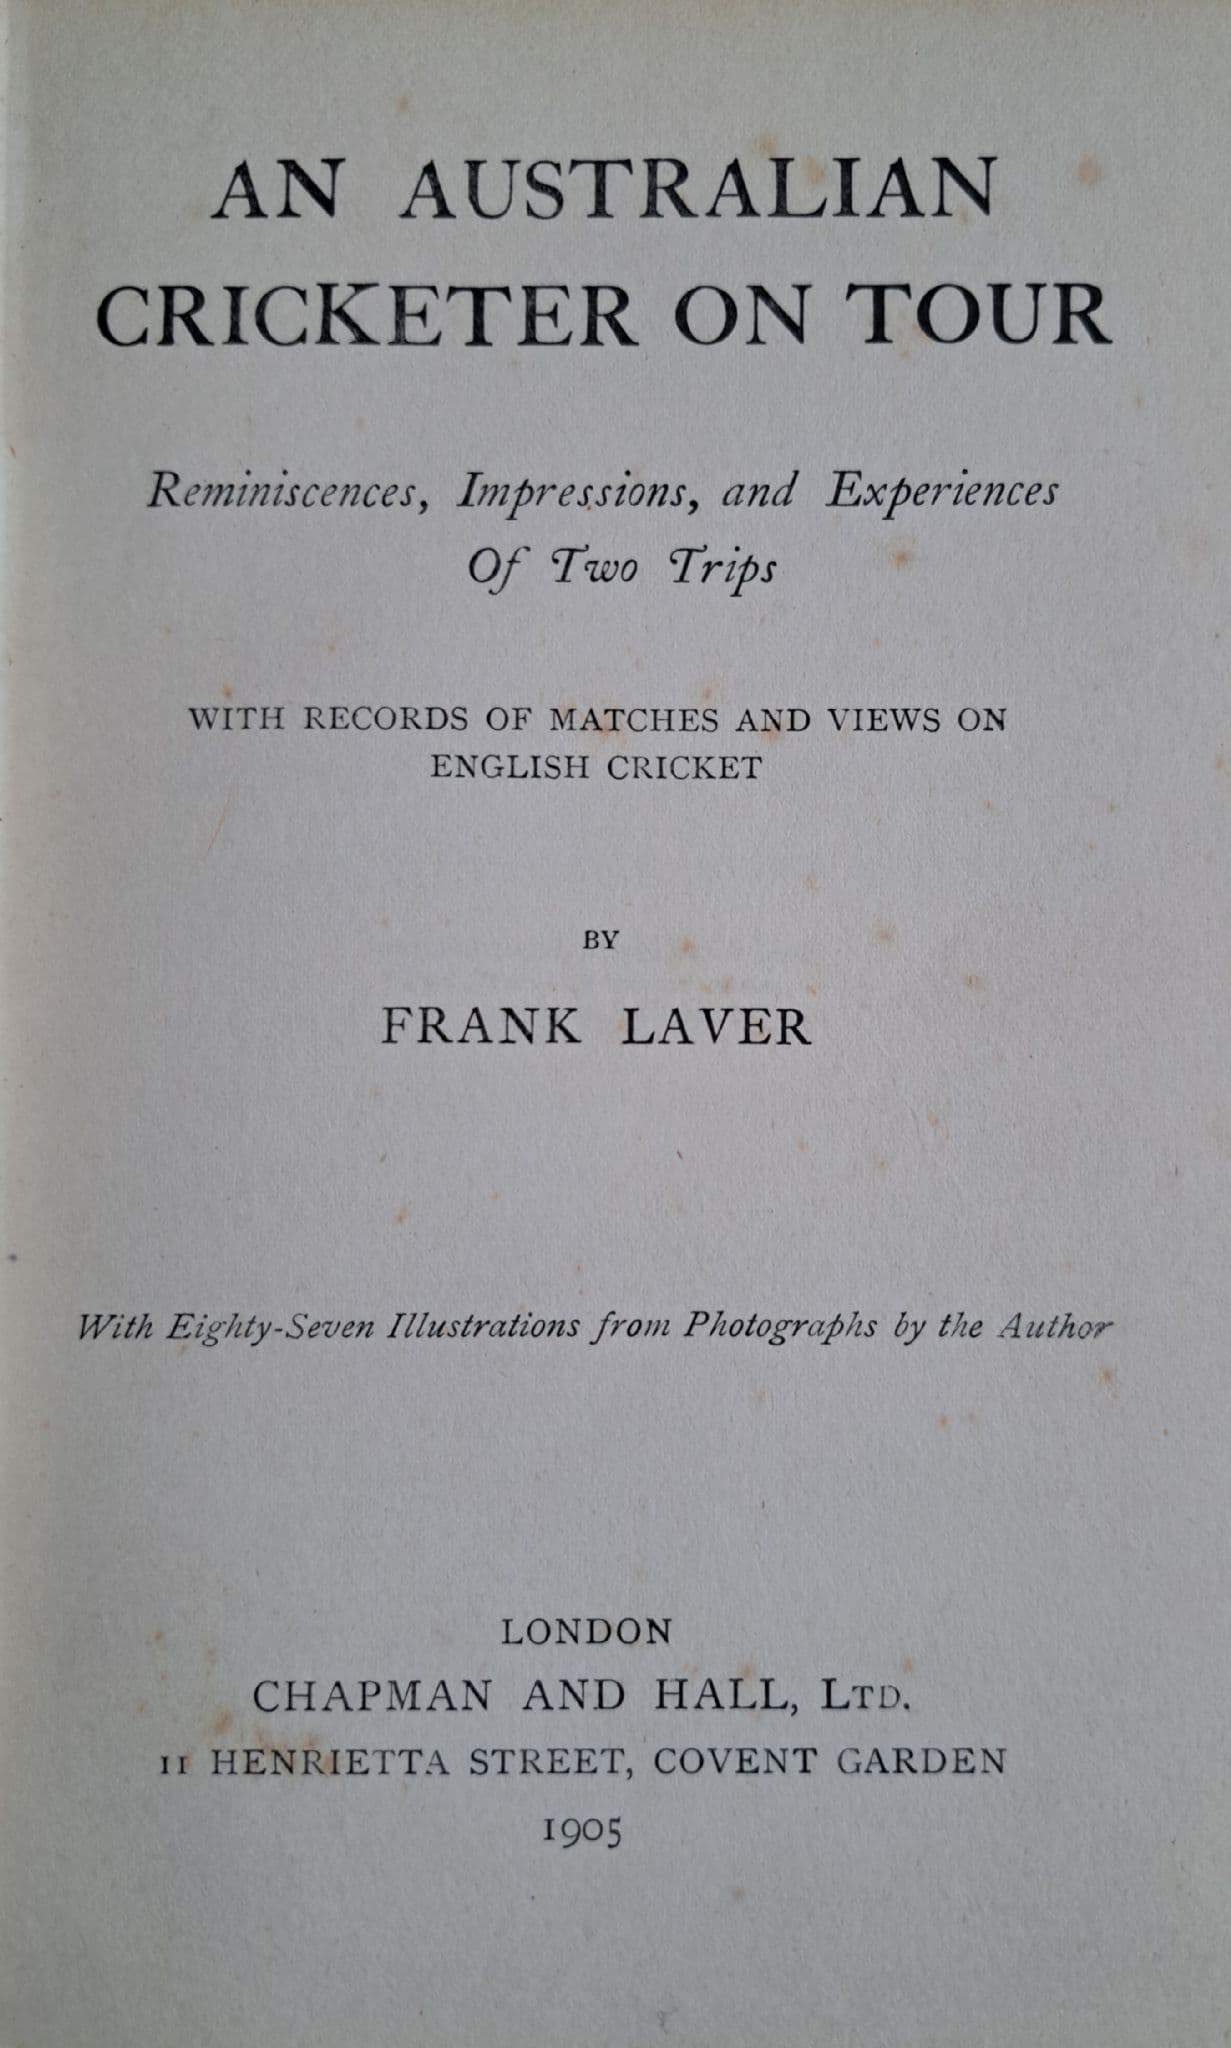 AN AUSTRALIAN
CRICKETER ON TOUR
Reminiscences, Impressions, and Experiences
Of Two Trips
WITH RECORDS OF MATCHES AND VIEWS ON
ENGLISH CRICKET
BY
FRANK LAVER
With Eighty-Seven Illustrations from Photographs by the Author
LONDON
CHAPMAN AND HALL, LTD.
11 HENRIETTA STREET, COVENT GARDEN
1905